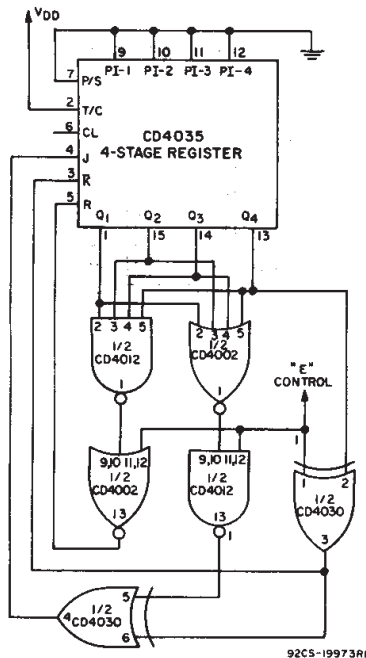 VDD
9 10 11 12
7 P/S PI-1 PI-2 PI-3 PI-4
2 T/C
6 CL CD4035
4 J 4-STAGE REGISTER
3 K̅
5 R
Q1 Q2 Q3 Q4
1 15 14 13
2 3 4 5 2 3 4 5
1/2 CD4012
1
1/2 CD4002
1
"E" CONTROL
1
9,10 11,12
1/2 CD4002
13
9,10 11,12
1/2 CD4012
13
1
1 2
1/2 CD4030
3
4 1/2 CD4030 5
6
92CS-19973RI